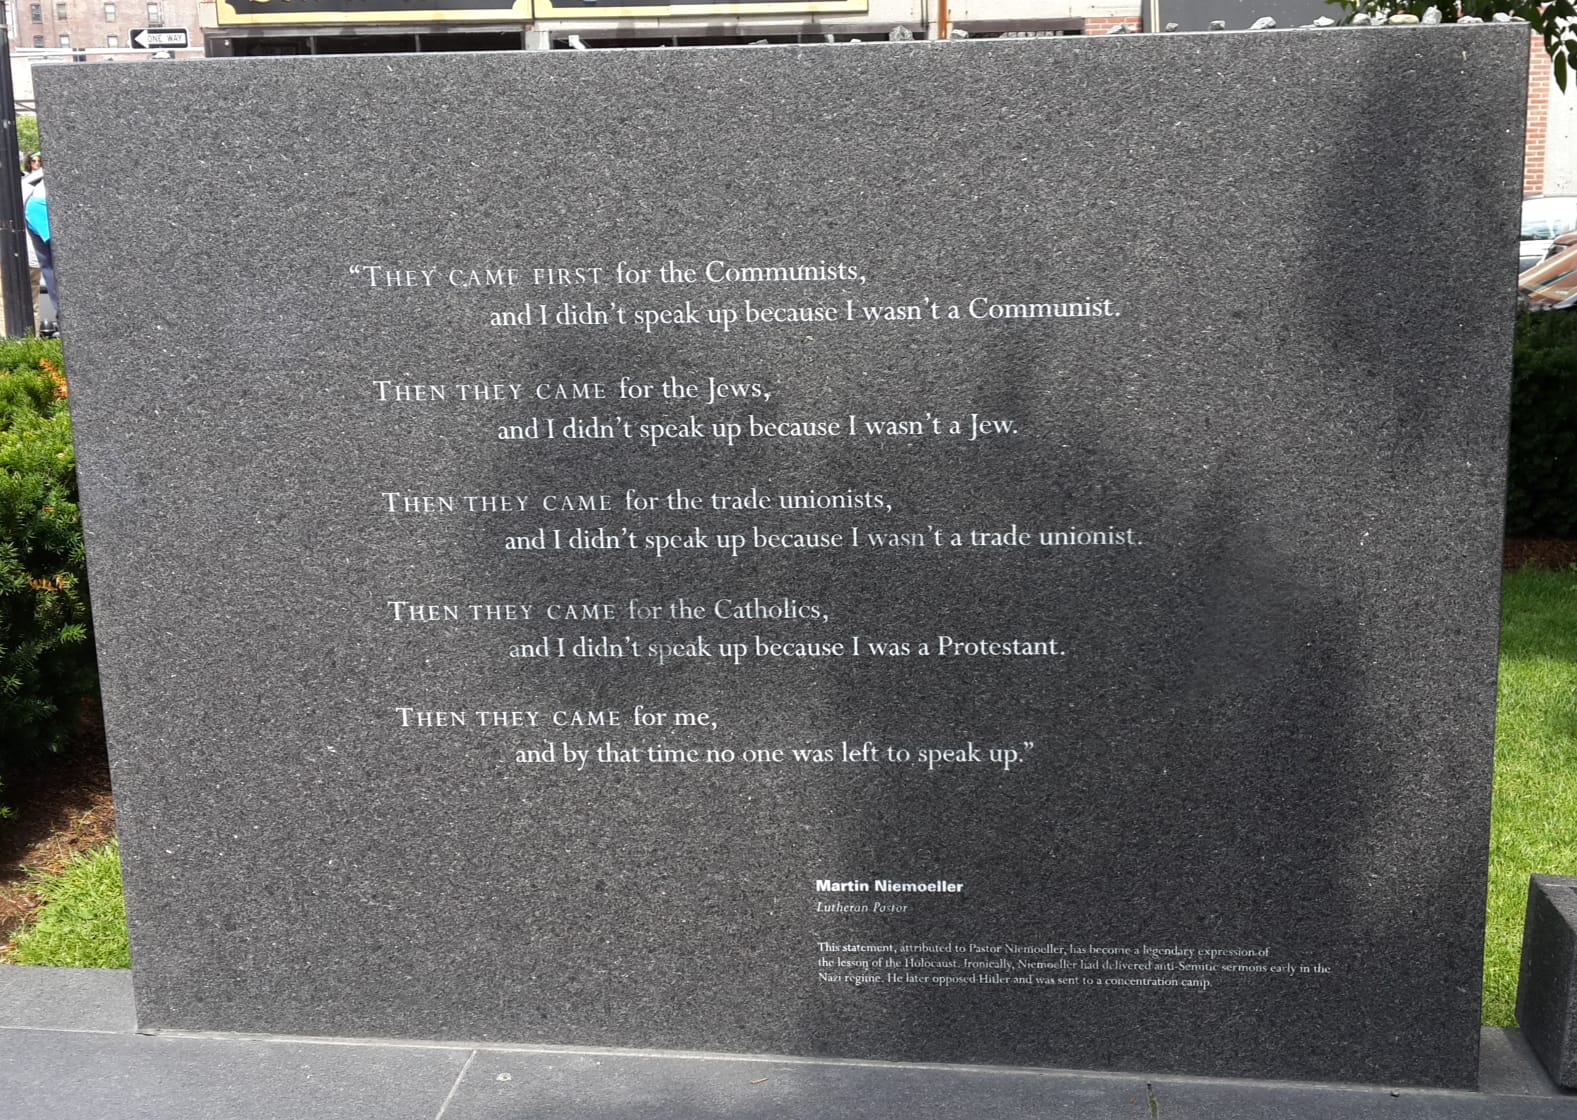 ONE WAY
“THEY CAME FIRST for the Communists,
and I didn’t speak up because I wasn’t a Communist.
THEN THEY CAME for the Jews,
and I didn’t speak up because I wasn’t a Jew.
THEN THEY CAME for the trade unionists,
and I didn’t speak up because I wasn’t a trade unionist.
THEN THEY CAME for the Catholics,
and I didn’t speak up because I was a Protestant.
THEN THEY CAME for me,
and by that time no one was left to speak up.”
Martin Niemoeller
Lutheran Pastor
This statement, attributed to Pastor Niemoeller, has become a legendary expression of
the lesson of the Holocaust. Ironically, Niemoeller had delivered anti-Semitic sermons early in the
Nazi regime. He later opposed Hitler and was sent to a concentration camp.